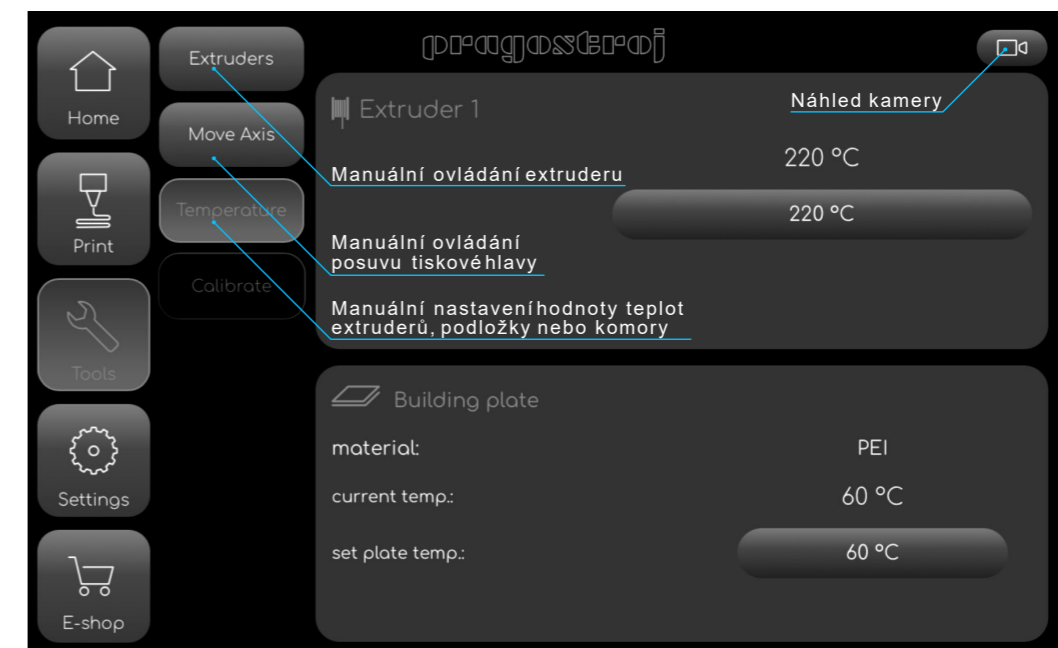 pragostroj
Home
Print
Tools
Settings
E-shop
Extruders
Move Axis
Temperature
Calibrate
Extruder 1
Náhled kamery
220 °C
Manuální ovládání extruderu
220 °C
Manuální ovládání
posuvu tiskové hlavy
Manuální nastavení hodnoty teplot
extruderů, podložky nebo komory
Building plate
material: PEI
current temp.: 60 °C
set plate temp.: 60 °C